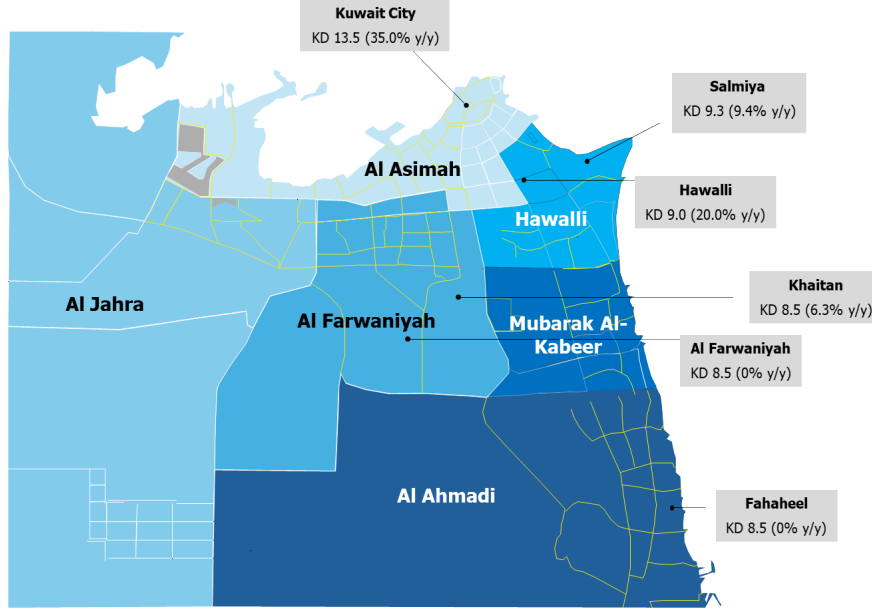 Kuwait City
KD 13.5 (35.0% y/y)
Salmiya
KD 9.3 (9.4% y/y)
Al Asimah
Hawalli
KD 9.0 (20.0% y/y)
Hawalli
Khaitan
KD 8.5 (6.3% y/y)
Al Jahra
Al Farwaniyah
Mubarak Al-
Kabeer
Al Farwaniyah
KD 8.5 (0% y/y)
Al Ahmadi
Fahaheel
KD 8.5 (0% y/y)